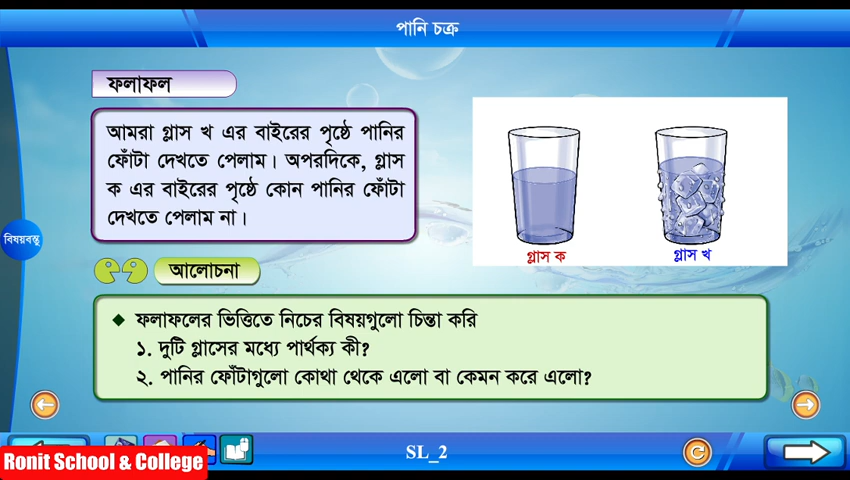 পানি চক্র
ফলাফল
আমরা গ্লাস খ এর বাইরের পৃষ্ঠে পানির
ফোঁটা দেখতে পেলাম। অপরদিকে, গ্লাস
ক এর বাইরের পৃষ্ঠে কোন পানির ফোঁটা
দেখতে পেলাম না।
গ্লাস ক
গ্লাস খ
বিষয়বস্তু
আলোচনা
◆ ফলাফলের ভিত্তিতে নিচের বিষয়গুলো চিন্তা করি
১. দুটি গ্লাসের মধ্যে পার্থক্য কী?
২. পানির ফোঁটাগুলো কোথা থেকে এলো বা কেমন করে এলো?
SL_2
Ronit School & College